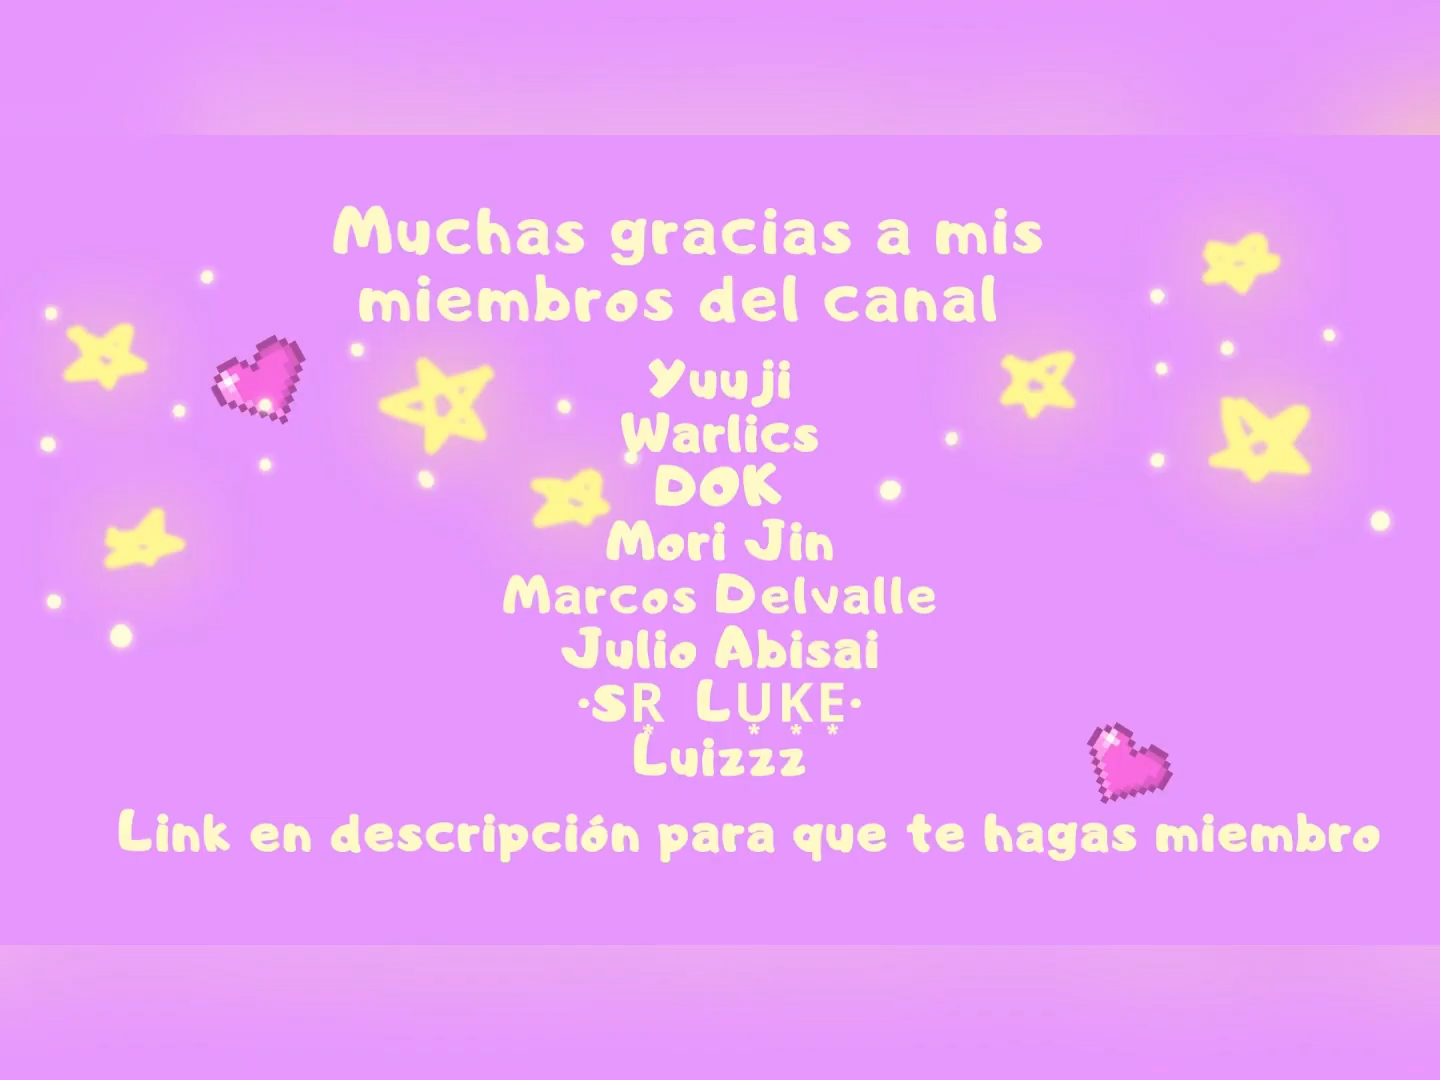 Muchas gracias a mis
miembros del canal
Yuuji
Warlics
DOK
Mori Jin
Marcos Delvalle
Julio Abisai
·SR͙ LU͙K͙E͙·
Luizzz
Link en descripción para que te hagas miembro